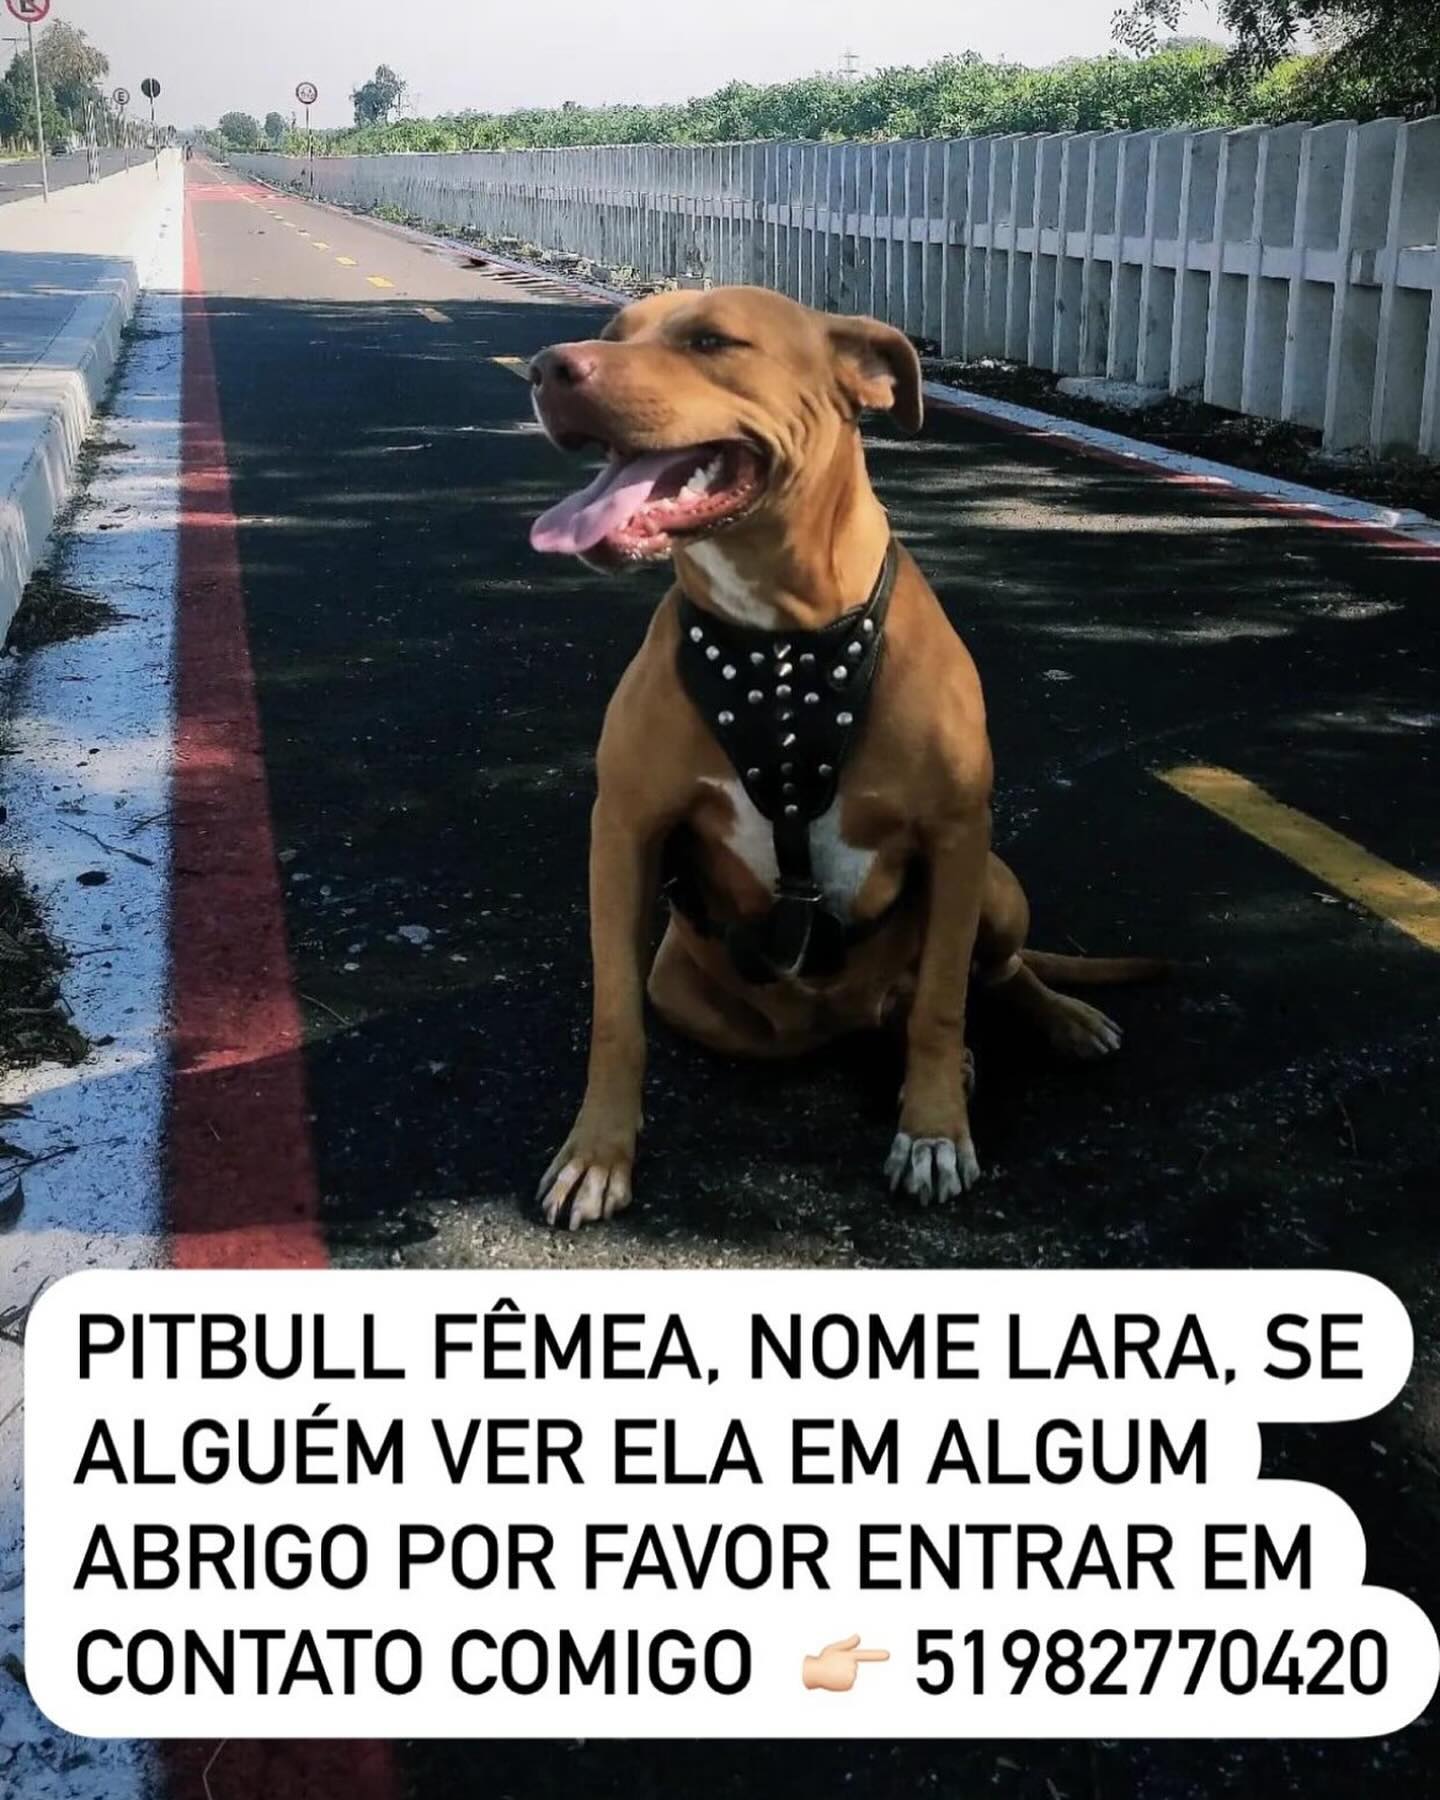 PITBULL FÊMEA, NOME LARA, SE
ALGUÉM VER ELA EM ALGUM
ABRIGO POR FAVOR ENTRAR EM
CONTATO COMIGO 👉🏻 51982770420